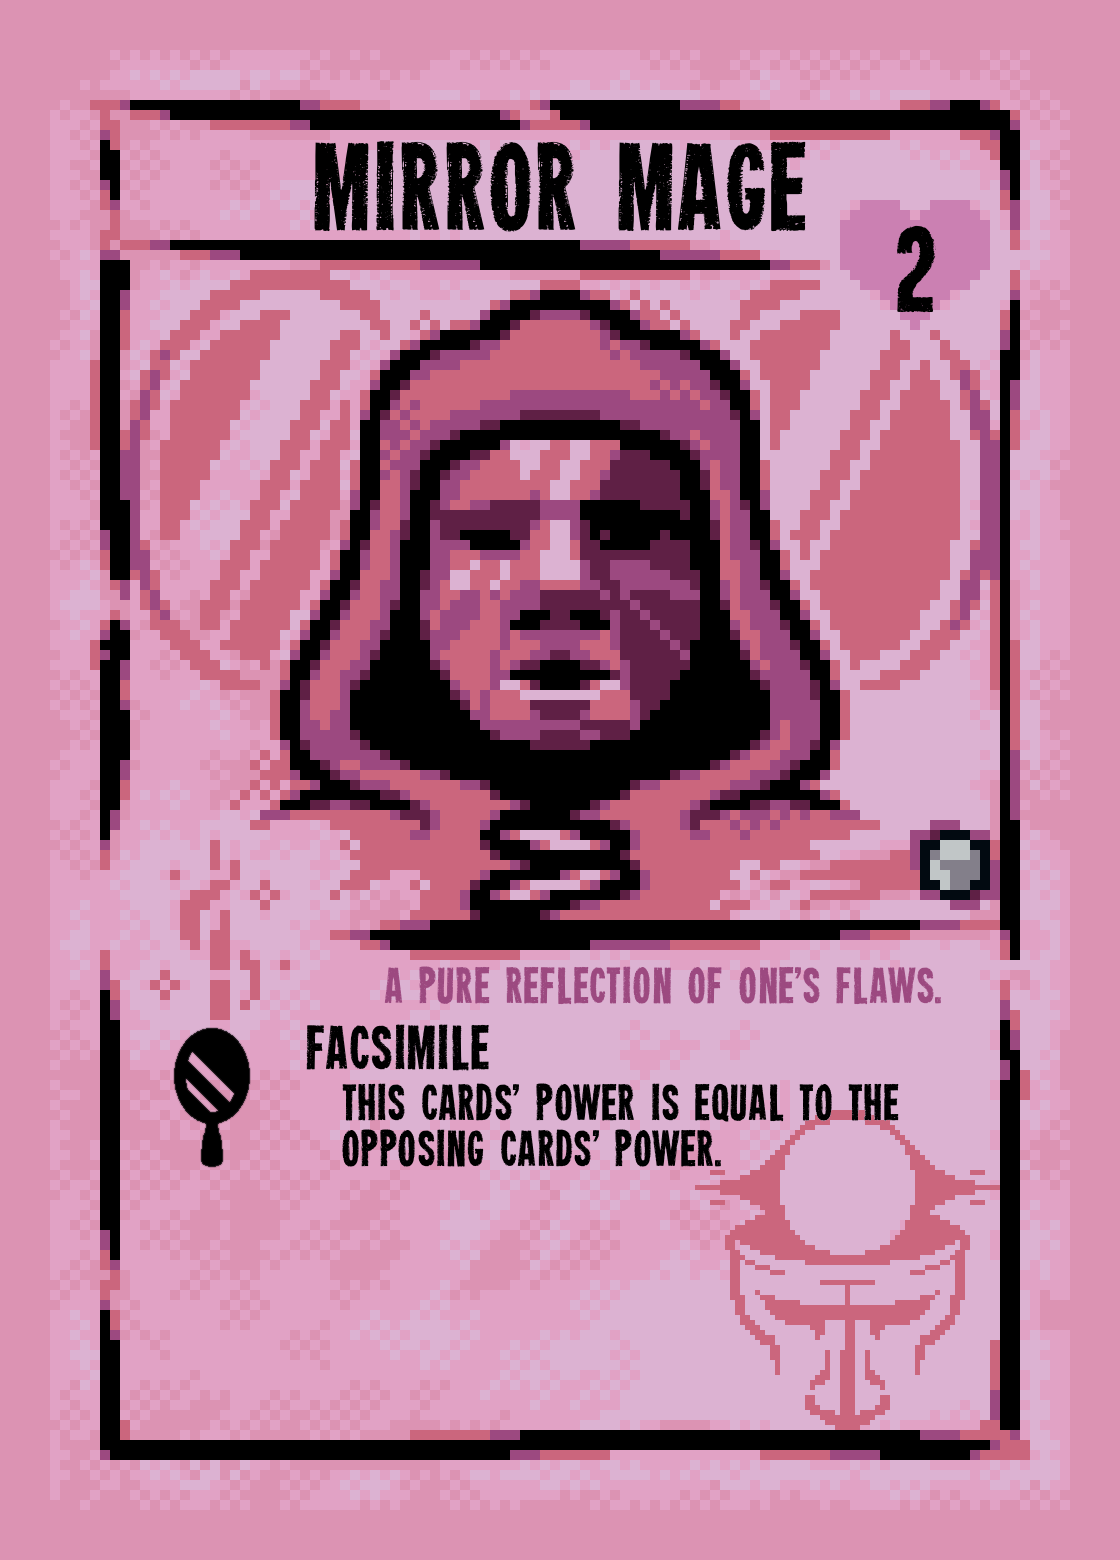 MIRROR MAGE
2
A PURE REFLECTION OF ONE'S FLAWS.
FACSIMILE
THIS CARDS' POWER IS EQUAL TO THE
OPPOSING CARDS' POWER.